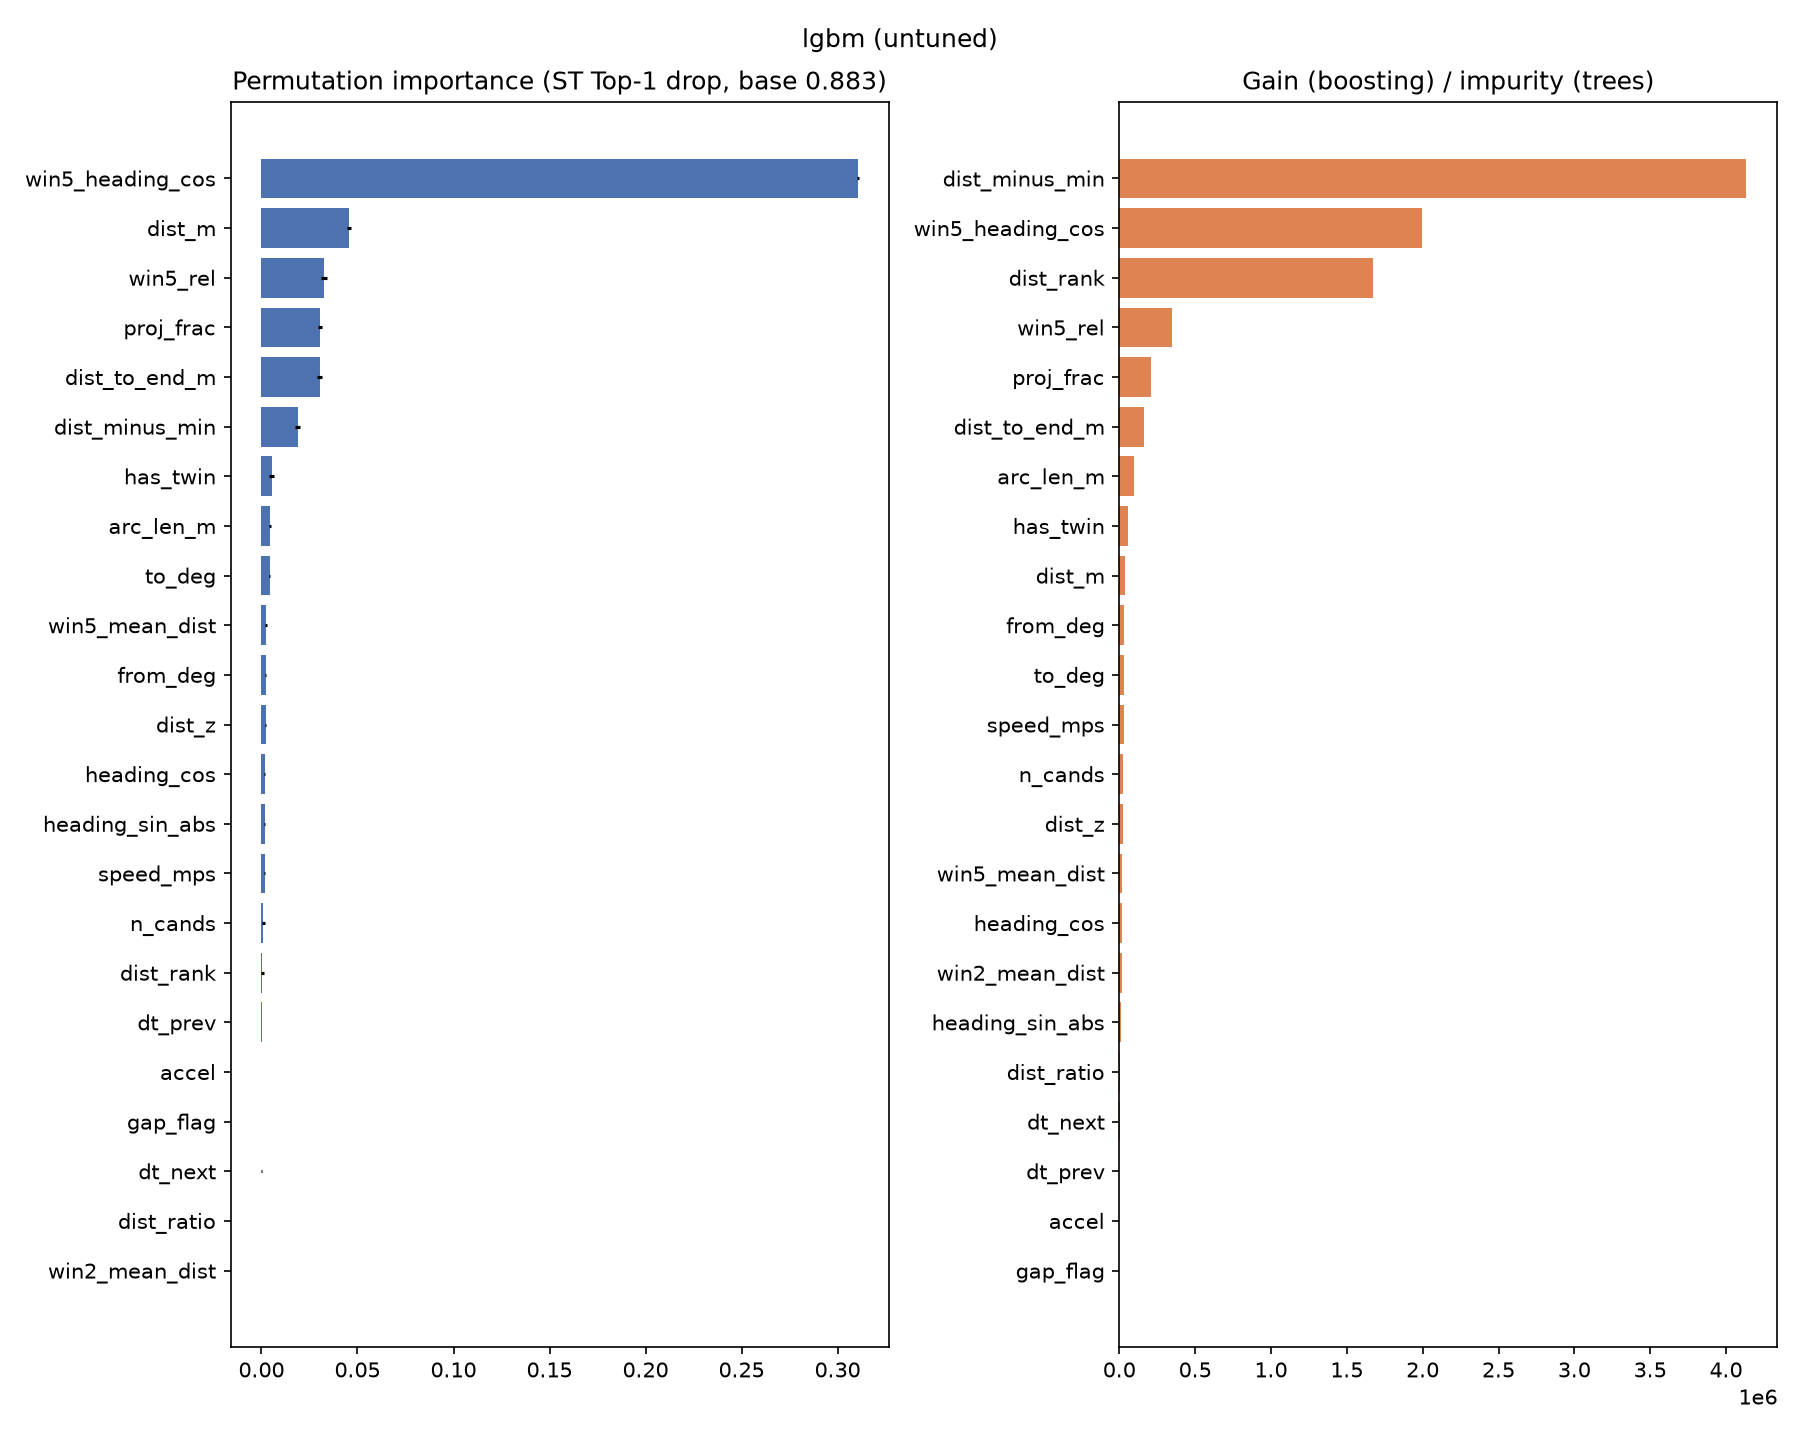 lgbm (untuned)
Permutation importance (ST Top-1 drop, base 0.883)
win5_heading_cos
dist_m
win5_rel
proj_frac
dist_to_end_m
dist_minus_min
has_twin
arc_len_m
to_deg
win5_mean_dist
from_deg
dist_z
heading_cos
heading_sin_abs
speed_mps
n_cands
dist_rank
dt_prev
accel
gap_flag
dt_next
dist_ratio
win2_mean_dist
0.00 0.05 0.10 0.15 0.20 0.25 0.30
Gain (boosting) / impurity (trees)
dist_minus_min
win5_heading_cos
dist_rank
win5_rel
proj_frac
dist_to_end_m
arc_len_m
has_twin
dist_m
from_deg
to_deg
speed_mps
n_cands
dist_z
win5_mean_dist
heading_cos
win2_mean_dist
heading_sin_abs
dist_ratio
dt_next
dt_prev
accel
gap_flag
0.0 0.5 1.0 1.5 2.0 2.5 3.0 3.5 4.0
1e6